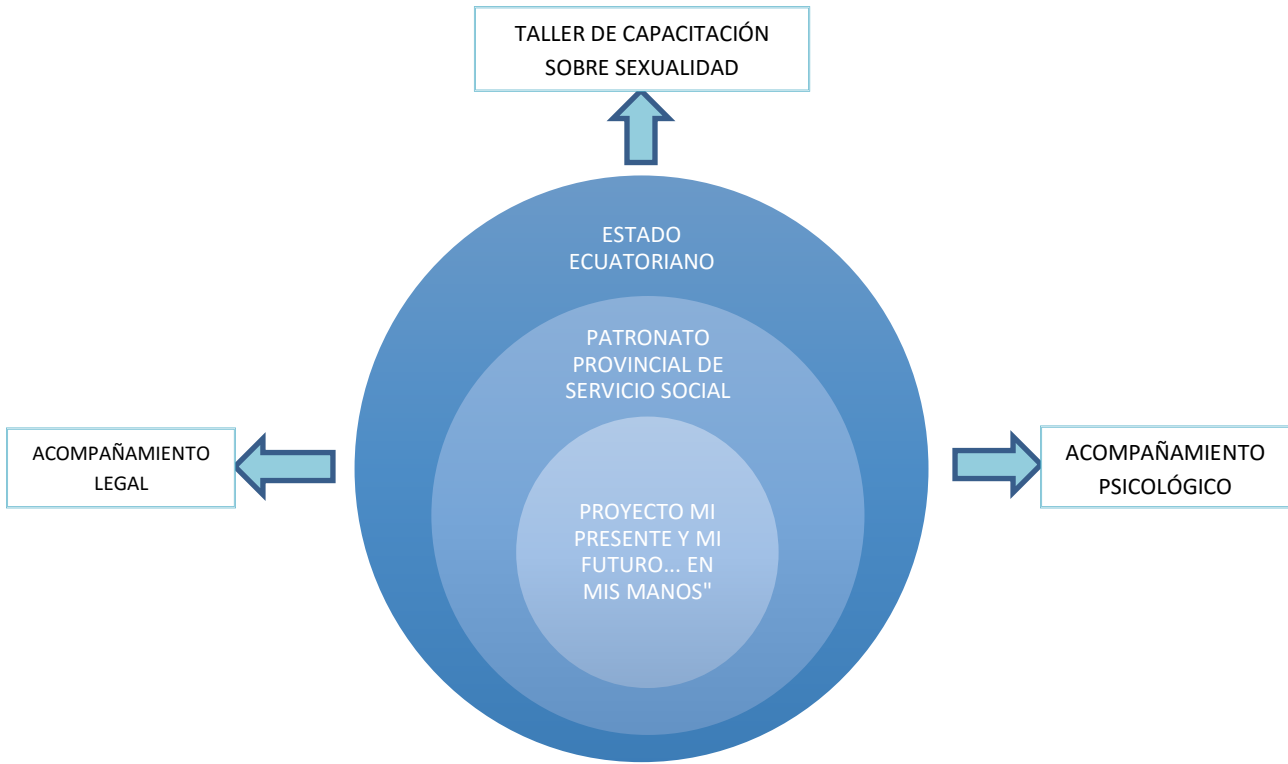 TALLER DE CAPACITACIÓN
SOBRE SEXUALIDAD
ESTADO
ECUATORIANO
PATRONATO
PROVINCIAL DE
SERVICIO SOCIAL
ACOMPAÑAMIENTO
LEGAL
ACOMPAÑAMIENTO
PSICOLÓGICO
PROYECTO MI
PRESENTE Y MI
FUTURO... EN
MIS MANOS"